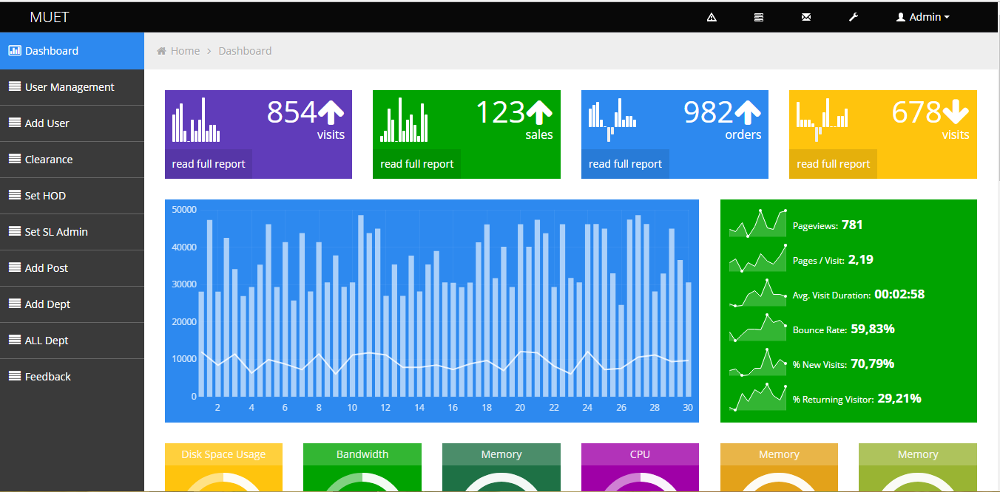 MUET
Admin
Dashboard
User Management
Add User
Clearance
Set HOD
Set SL Admin
Add Post
Add Dept
ALL Dept
Feedback
Home > Dashboard
854
visits
read full report
123
sales
read full report
982
orders
read full report
678
visits
read full report
50000
40000
30000
20000
10000
0
2 4 6 8 10 12 14 16 18 20 22 24 26 28 30
Pageviews: 781
Pages / Visit: 2,19
Avg. Visit Duration: 00:02:58
Bounce Rate: 59,83%
% New Visits: 70,79%
% Returning Visitor: 29,21%
Disk Space Usage
Bandwidth
Memory
CPU
Memory
Memory